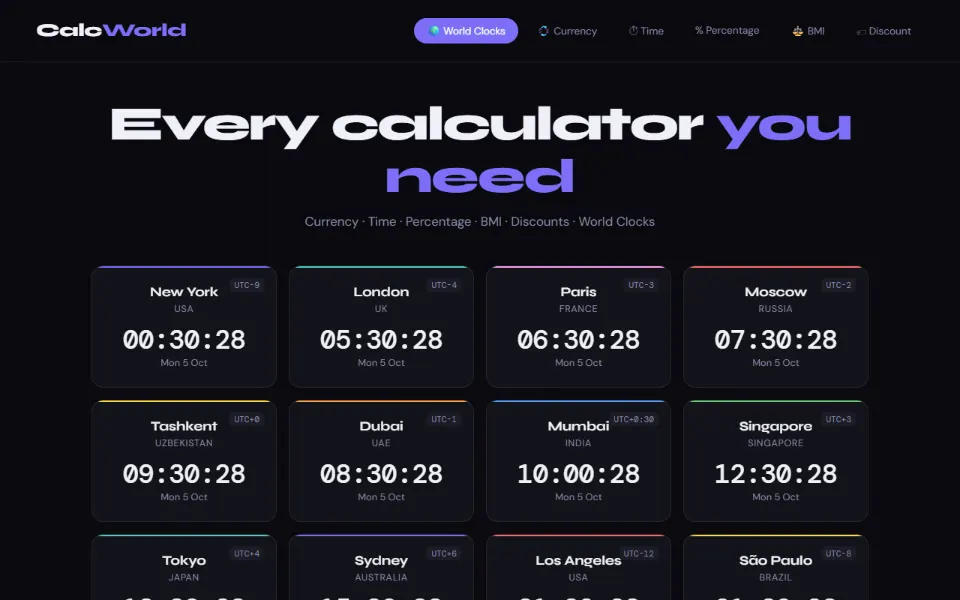 CalcWorld
World Clocks
Currency
Time
% Percentage
BMI
Discount
Every calculator you
need
Currency · Time · Percentage · BMI · Discounts · World Clocks
New York
UTC-9
USA
00:30:28
Mon 5 Oct
London
UTC-4
UK
05:30:28
Mon 5 Oct
Paris
UTC-3
FRANCE
06:30:28
Mon 5 Oct
Moscow
UTC-2
RUSSIA
07:30:28
Mon 5 Oct
Tashkent
UTC+0
UZBEKISTAN
09:30:28
Mon 5 Oct
Dubai
UTC-1
UAE
08:30:28
Mon 5 Oct
Mumbai
UTC+0:30
INDIA
10:00:28
Mon 5 Oct
Singapore
UTC+3
SINGAPORE
12:30:28
Mon 5 Oct
Tokyo
UTC+4
JAPAN
Sydney
UTC+6
AUSTRALIA
Los Angeles
UTC-12
USA
São Paulo
UTC-8
BRAZIL